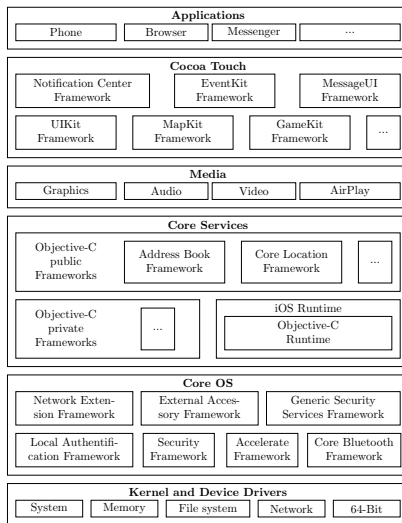 Applications
Phone
Browser
Messenger
...
Cocoa Touch
Notification Center
Framework
EventKit
Framework
MessageUI
Framework
UIKit
Framework
MapKit
Framework
GameKit
Framework
...
Media
Graphics
Audio
Video
AirPlay
Core Services
Objective-C
public
Frameworks
Address Book
Framework
Core Location
Framework
...
Objective-C
private
Frameworks
...
iOS Runtime
Objective-C
Runtime
Core OS
Network Exten-
sion Framework
External Acces-
sory Framework
Generic Security
Services Framework
Local Authentifi-
cation Framework
Security
Framework
Accelerate
Framework
Core Bluetooth
Framework
Kernel and Device Drivers
System
Memory
File system
Network
64-Bit